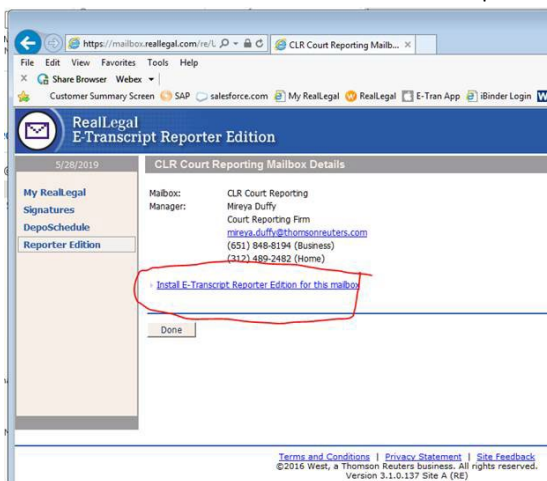 https://mailbox.reallegal.com/re/L
CLR Court Reporting Mailb... ×
File Edit View Favorites Tools Help
× Share Browser Webex
Customer Summary Screen SAP salesforce.com My RealLegal RealLegal E-Tran App iBinder Login W
RealLegal
E-Transcript Reporter Edition
5/28/2019
CLR Court Reporting Mailbox Details
My RealLegal
Signatures
DepoSchedule
Reporter Edition
Mailbox: CLR Court Reporting
Manager: Mireya Duffy
Court Reporting Firm
mireya.duffy@thomsonreuters.com
(651) 848-8194 (Business)
(312) 489-2482 (Home)
Install E-Transcript Reporter Edition for this mailbox
Done
Terms and Conditions | Privacy Statement | Site Feedback
©2016 West, a Thomson Reuters business. All rights reserved.
Version 3.1.0.137 Site A (RE)